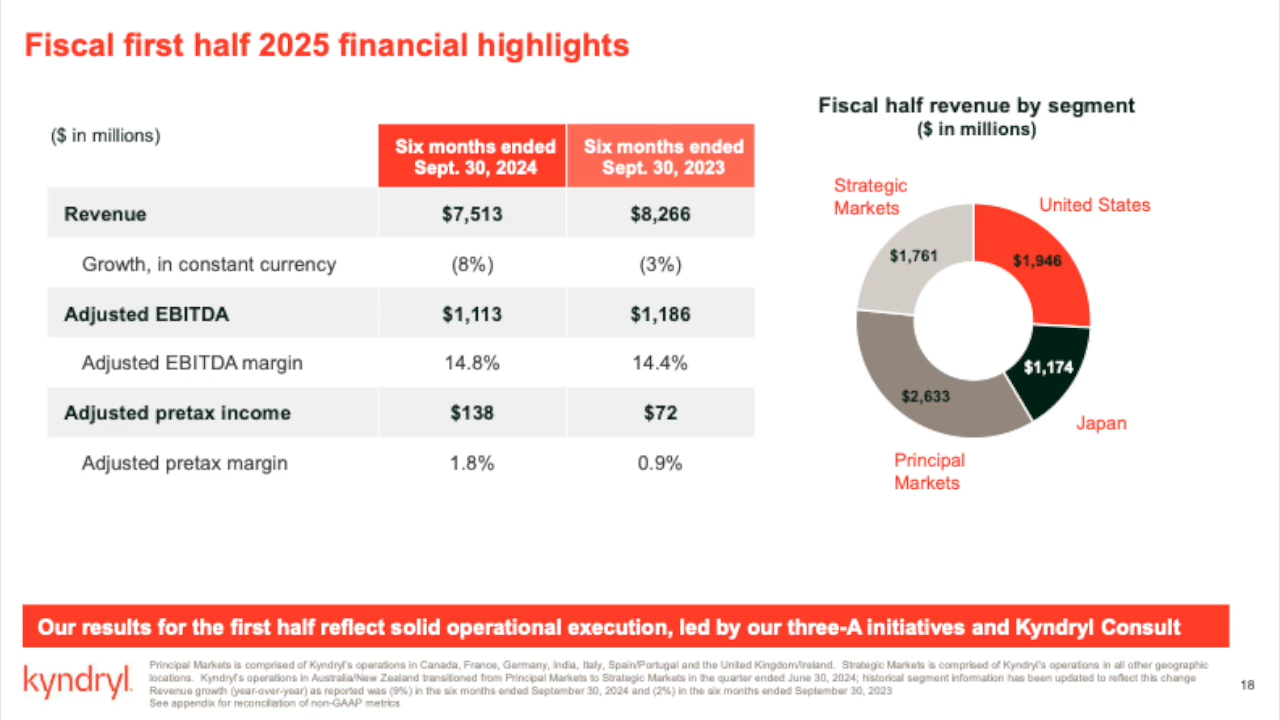 Fiscal first half 2025 financial highlights
($ in millions)
Six months ended
Sept. 30, 2024
Six months ended
Sept. 30, 2023
Revenue $7,513 $8,266
Growth, in constant currency (8%) (3%)
Adjusted EBITDA $1,113 $1,186
Adjusted EBITDA margin 14.8% 14.4%
Adjusted pretax income $138 $72
Adjusted pretax margin 1.8% 0.9%
Fiscal half revenue by segment
($ in millions)
Strategic
Markets
United States
$1,761
$1,946
$1,174
$2,633
Japan
Principal
Markets
Our results for the first half reflect solid operational execution, led by our three-A initiatives and Kyndryl Consult
kyndryl.
Principal Markets is comprised of Kyndryl's operations in Canada, France, Germany, India, Italy, Spain/Portugal and the United Kingdom/Ireland. Strategic Markets is comprised of Kyndryl's operations in all other geographic
locations. Kyndryl's operations in Australia/New Zealand transitioned from Principal Markets to Strategic Markets in the quarter ended June 30, 2024; historical segment information has been updated to reflect this change
Revenue growth (year-over-year) as reported was (9%) in the six months ended September 30, 2024 and (2%) in the six months ended September 30, 2023
See appendix for reconciliation of non-GAAP metrics
18